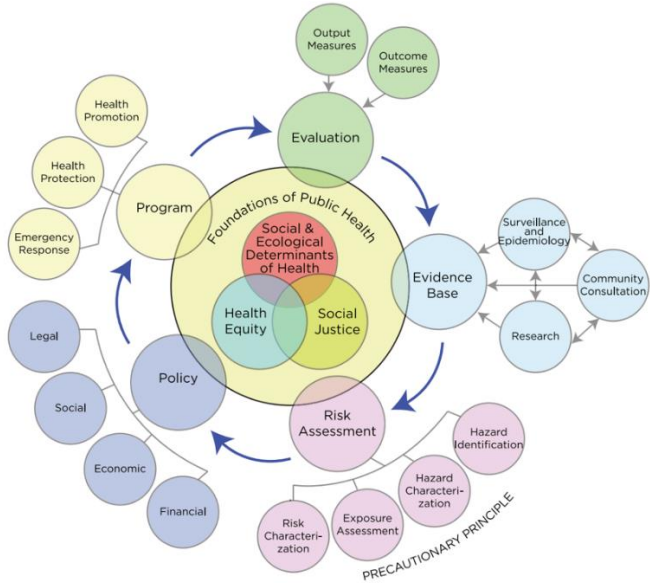 Output
Measures
Outcome
Measures
Evaluation
Health
Promotion
Health
Protection
Emergency
Response
Program
Foundations of Public Health
Social &
Ecological
Determinants
of Health
Health
Equity
Social
Justice
Evidence
Base
Surveillance
and
Epidemiology
Community
Consultation
Research
Legal
Social
Economic
Financial
Policy
Risk
Assessment
Hazard
Identification
Hazard
Characteri-
zation
Exposure
Assessment
Risk
Characteri-
zation
PRECAUTIONARY PRINCIPLE